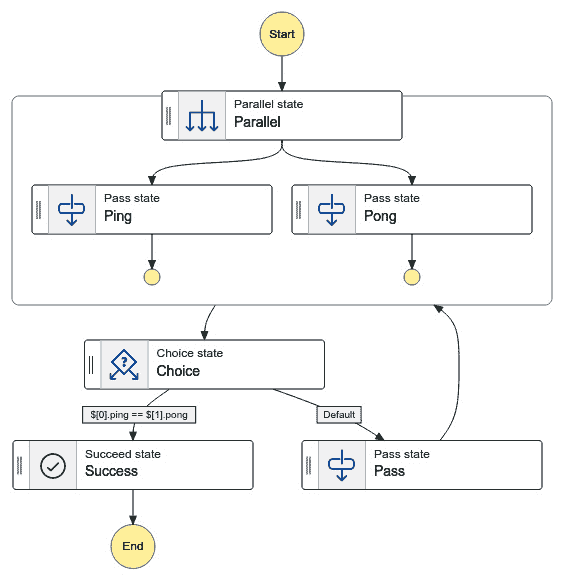 Start
Parallel state
Parallel
Pass state
Ping
Pass state
Pong
?
Choice state
Choice
$[0].ping == $[1].pong
Default
Succeed state
Success
Pass state
Pass
End